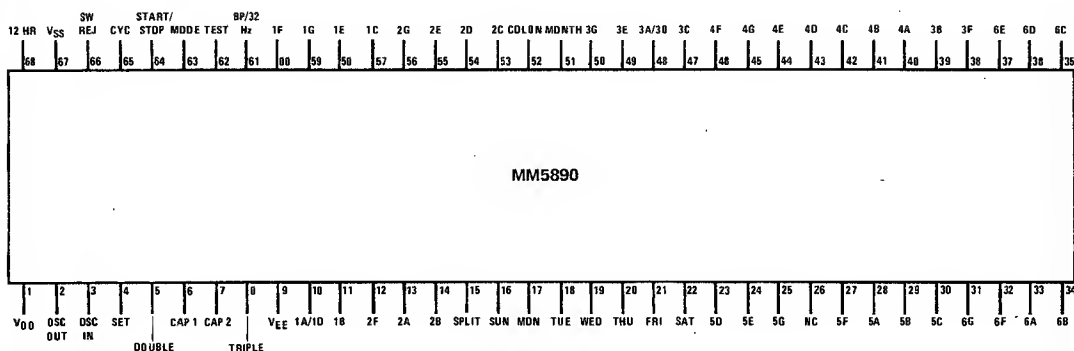 SW START/ BP/32
12 HR VSS REJ CYC STOP MODE TEST Hz 1F 1G 1E 1C 2G 2E 2D 2C COLON MONTH 3G 3E 3A/3D 3C 4F 4G 4E 4D 4C 4B 4A 3B 3F 6E 6D 6C
68 67 66 65 64 63 62 61 60 59 58 57 56 55 54 53 52 51 50 49 48 47 46 45 44 43 42 41 40 39 38 37 36 35
MM5890
1 2 3 4 5 6 7 8 9 10 11 12 13 14 15 16 17 18 19 20 21 22 23 24 25 26 27 28 29 30 31 32 33 34
VDD OSC OSC SET CAP 1 CAP 2 VEE 1A/1D 1B 2F 2A 2B SPLIT SUN MON TUE WED THU FRI SAT 5D 5E 5G NC 5F 5A 5B 5C 6G 6F 6A 6B
OUT IN
DOUBLE TRIPLE